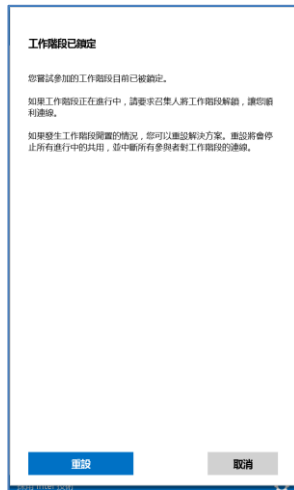 工作階段已鎖定
您嘗試參加的工作階段目前已被鎖定。
如果工作階段正在進行中，請要求召集人將工作階段解鎖，讓您順
利連線。
如果發生工作階段閒置的情況，您可以重設解決方案。重設將會停
止所有進行中的共用，並中斷所有參與者對工作階段的連線。
重設
取消